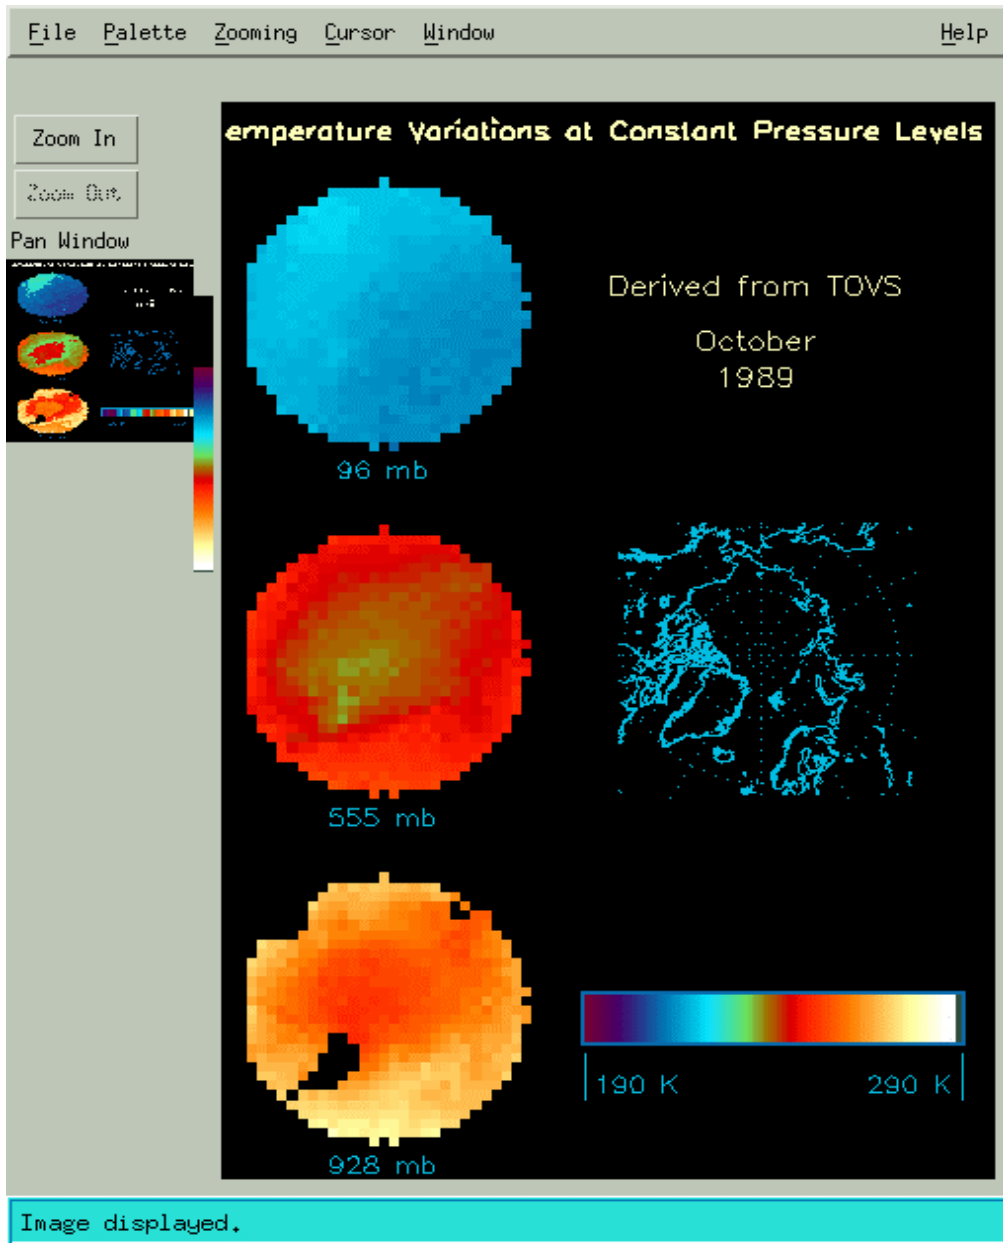 File Palette Zooming Cursor Window Help
Zoom In
Zoom Out
Pan Window
emperature Variations at Constant Pressure Levels
Derived from TOVS
October
1989
96 mb
555 mb
928 mb
190 K 290 K
Image displayed.